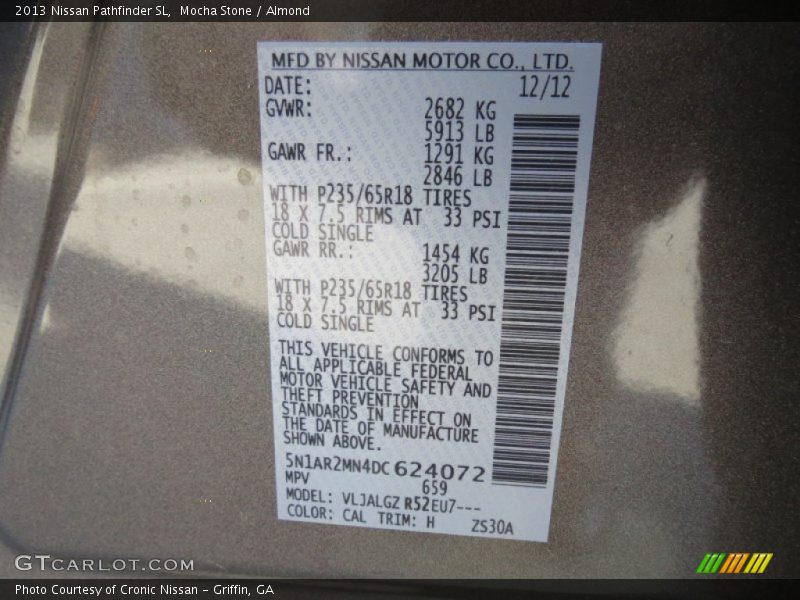 2013 Nissan Pathfinder SL,  Mocha Stone / Almond
MFD BY NISSAN MOTOR CO., LTD.
DATE: 12/12
GVWR: 2682 KG
5913 LB
GAWR FR.: 1291 KG
2846 LB
WITH P235/65R18 TIRES
18 X 7.5 RIMS AT 33 PSI
COLD SINGLE
GAWR RR.: 1454 KG
3205 LB
WITH P235/65R18 TIRES
18 X 7.5 RIMS AT 33 PSI
COLD SINGLE
THIS VEHICLE CONFORMS TO
ALL APPLICABLE FEDERAL
MOTOR VEHICLE SAFETY AND
THEFT PREVENTION
STANDARDS IN EFFECT ON
THE DATE OF MANUFACTURE
SHOWN ABOVE.
5N1AR2MN4DC 624072
MPV 659
MODEL: VLJALGZ R52EU7---
COLOR: CAL TRIM: H ZS30A
GTCARLOT.COM
Photo Courtesy of Cronic Nissan – Griffin, GA